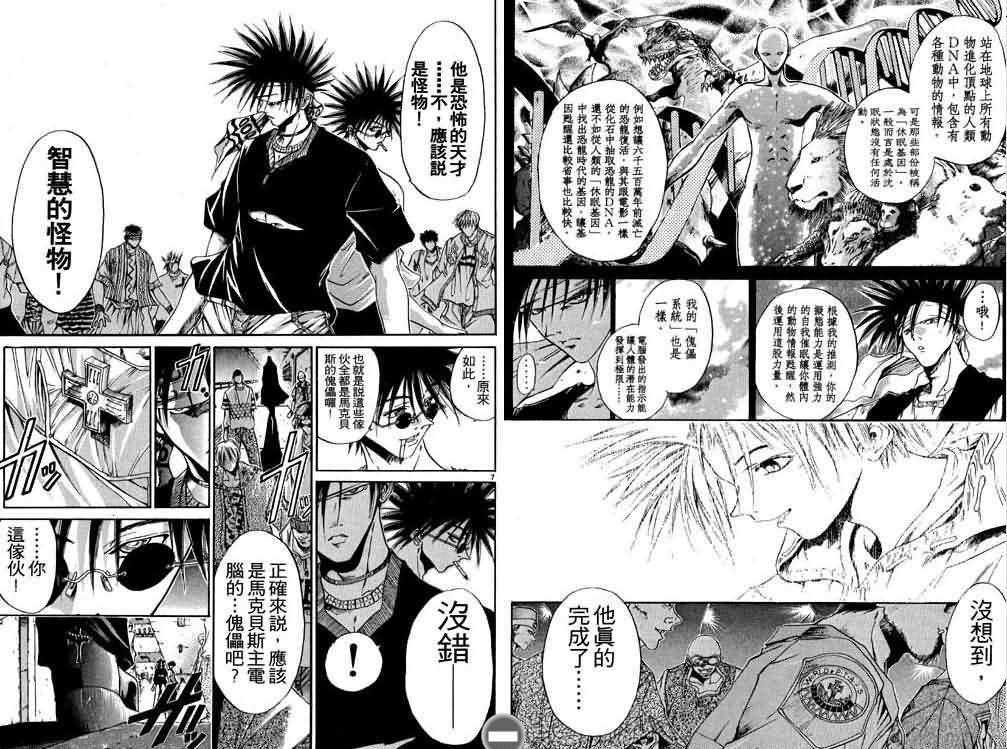 站在地球上所有動
物進化頂點的人類
DNA中，包含有
各種動物的情報。
可是那些部份被稱
為「休眠基因」，
一般而言是處於沈
眠狀態沒有任何活
動。
例如想讓六千五百萬年前滅亡
的恐龍復活，與其跟電影一樣
從化石中抽取恐龍的DNA，
還不如從人類的「休眠基因」
中找出恐龍時代的基因，讓基
因甦醒還比較省事也比較快。
…哦！
根據我的推測，你的
擬態能力是運用強力
的自我催眠讓你體內
的動物情報甦醒，然
後運用這股力量。
我的「傀儡
系統」也是
一樣。
電腦發出的指示能
讓人體的潛在能力
發揮到極限……
……
沒想到，
他真的
完成了……
他是恐怖的天才
……不，應該說
是怪物！
智慧的怪物！
……原來
如此
也就是說這些傢
伙全都是馬克貝
斯的傀儡囉！
7
沒錯——
！
正確來說，應該
是馬克貝斯主電
腦的…傀儡吧？
ガッ
ガッ
……你
這傢伙！